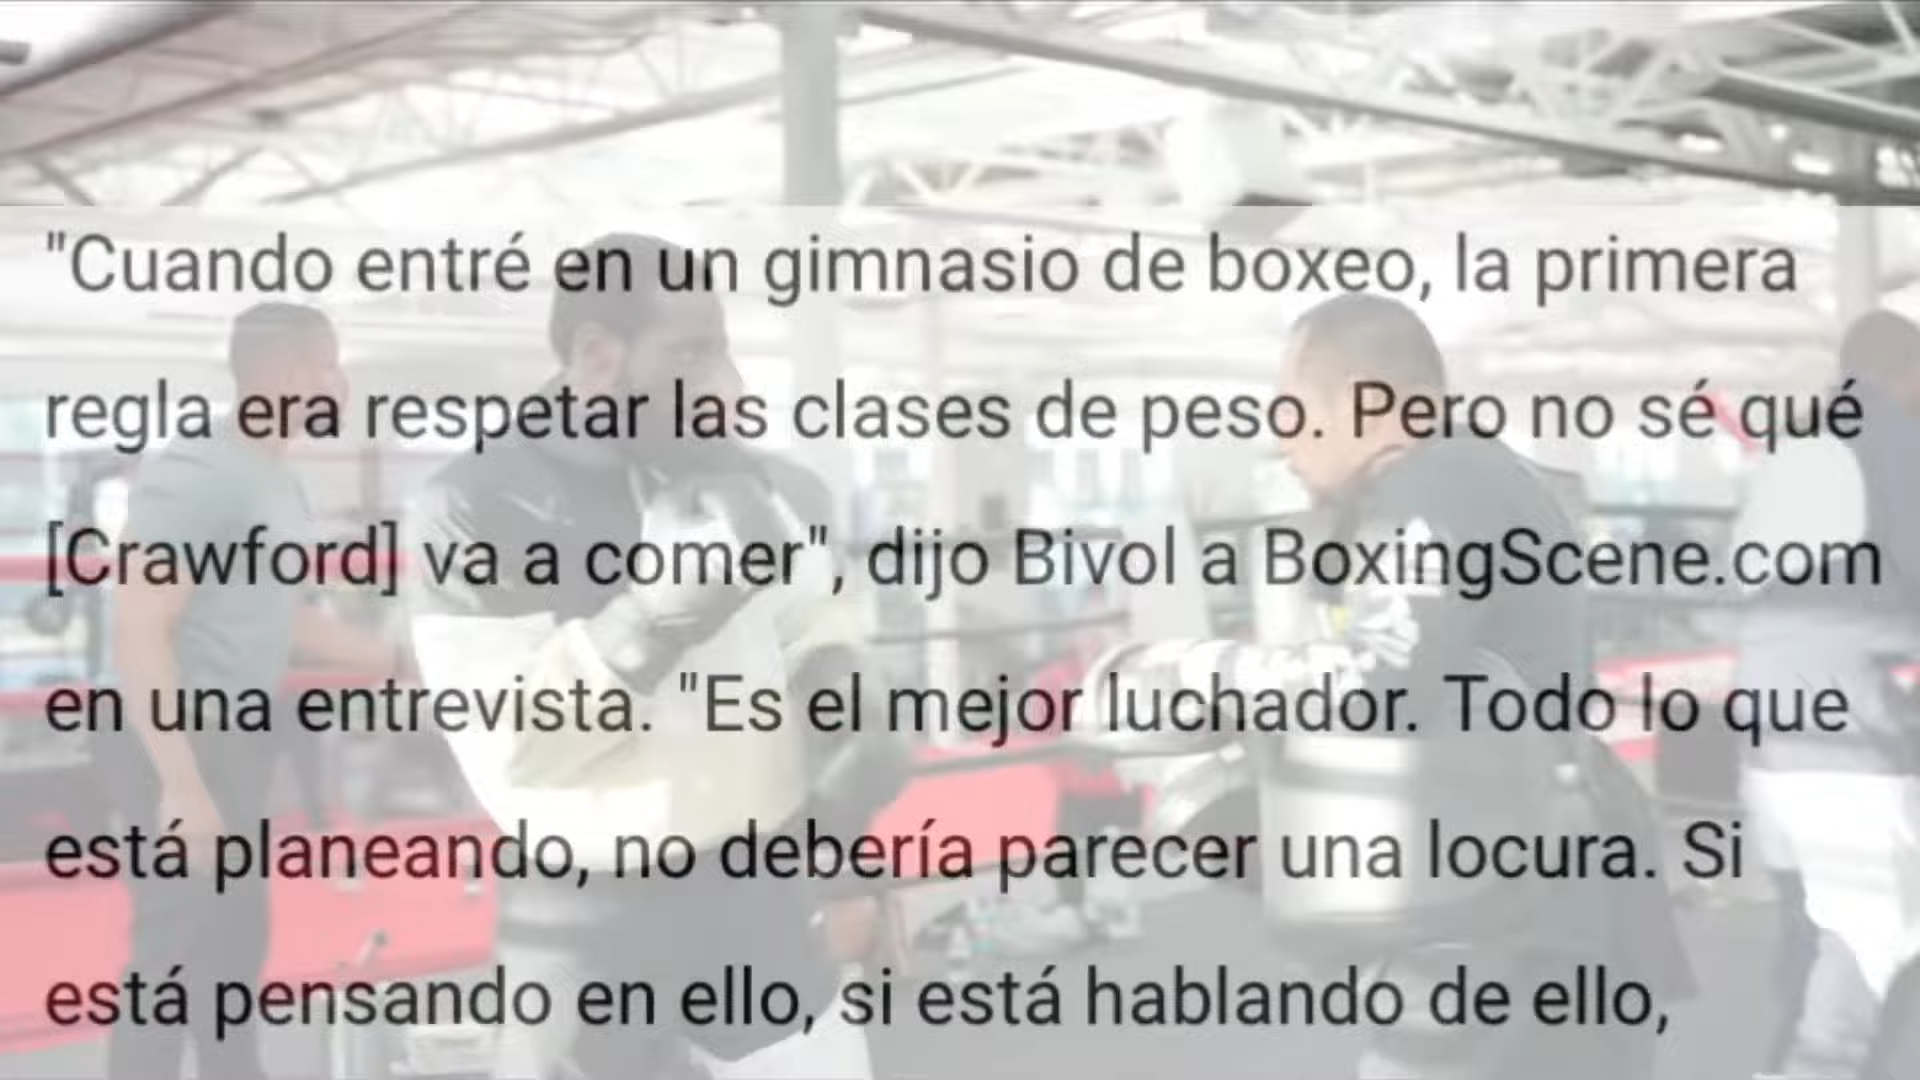 "Cuando entré en un gimnasio de boxeo, la primera
regla era respetar las clases de peso. Pero no sé qué
[Crawford] va a comer", dijo Bivol a BoxingScene.com
en una entrevista. "Es el mejor luchador. Todo lo que
está planeando, no debería parecer una locura. Si
está pensando en ello, si está hablando de ello,